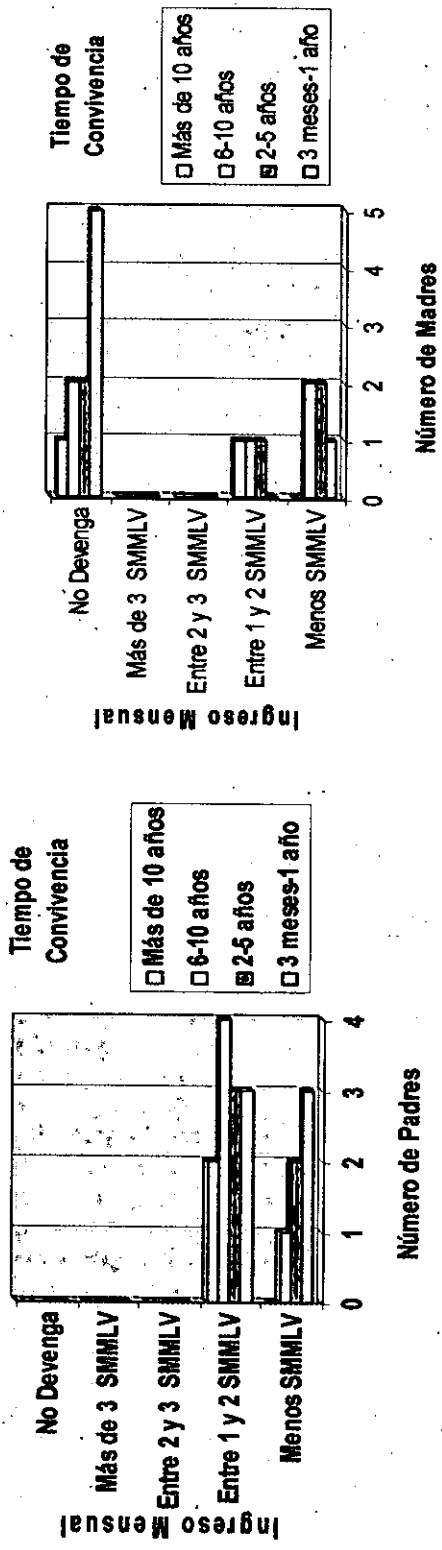 Tiempo de
Convivencia
No Devenga
Más de 3 SMMLV
Entre 2 y 3 SMMLV
Entre 1 y 2 SMMLV
Menos SMMLV
Ingreso Mensual
0 1 2 3 4
Número de Padres
□ Más de 10 años
□ 6-10 años
■ 2-5 años
□ 3 meses-1 año
Tiempo de
Convivencia
No Devenga
Más de 3 SMMLV
Entre 2 y 3 SMMLV
Entre 1 y 2 SMMLV
Menos SMMLV
Ingreso Mensual
0 1 2 3 4 5
Número de Madres
□ Más de 10 años
□ 6-10 años
■ 2-5 años
□ 3 meses-1 año